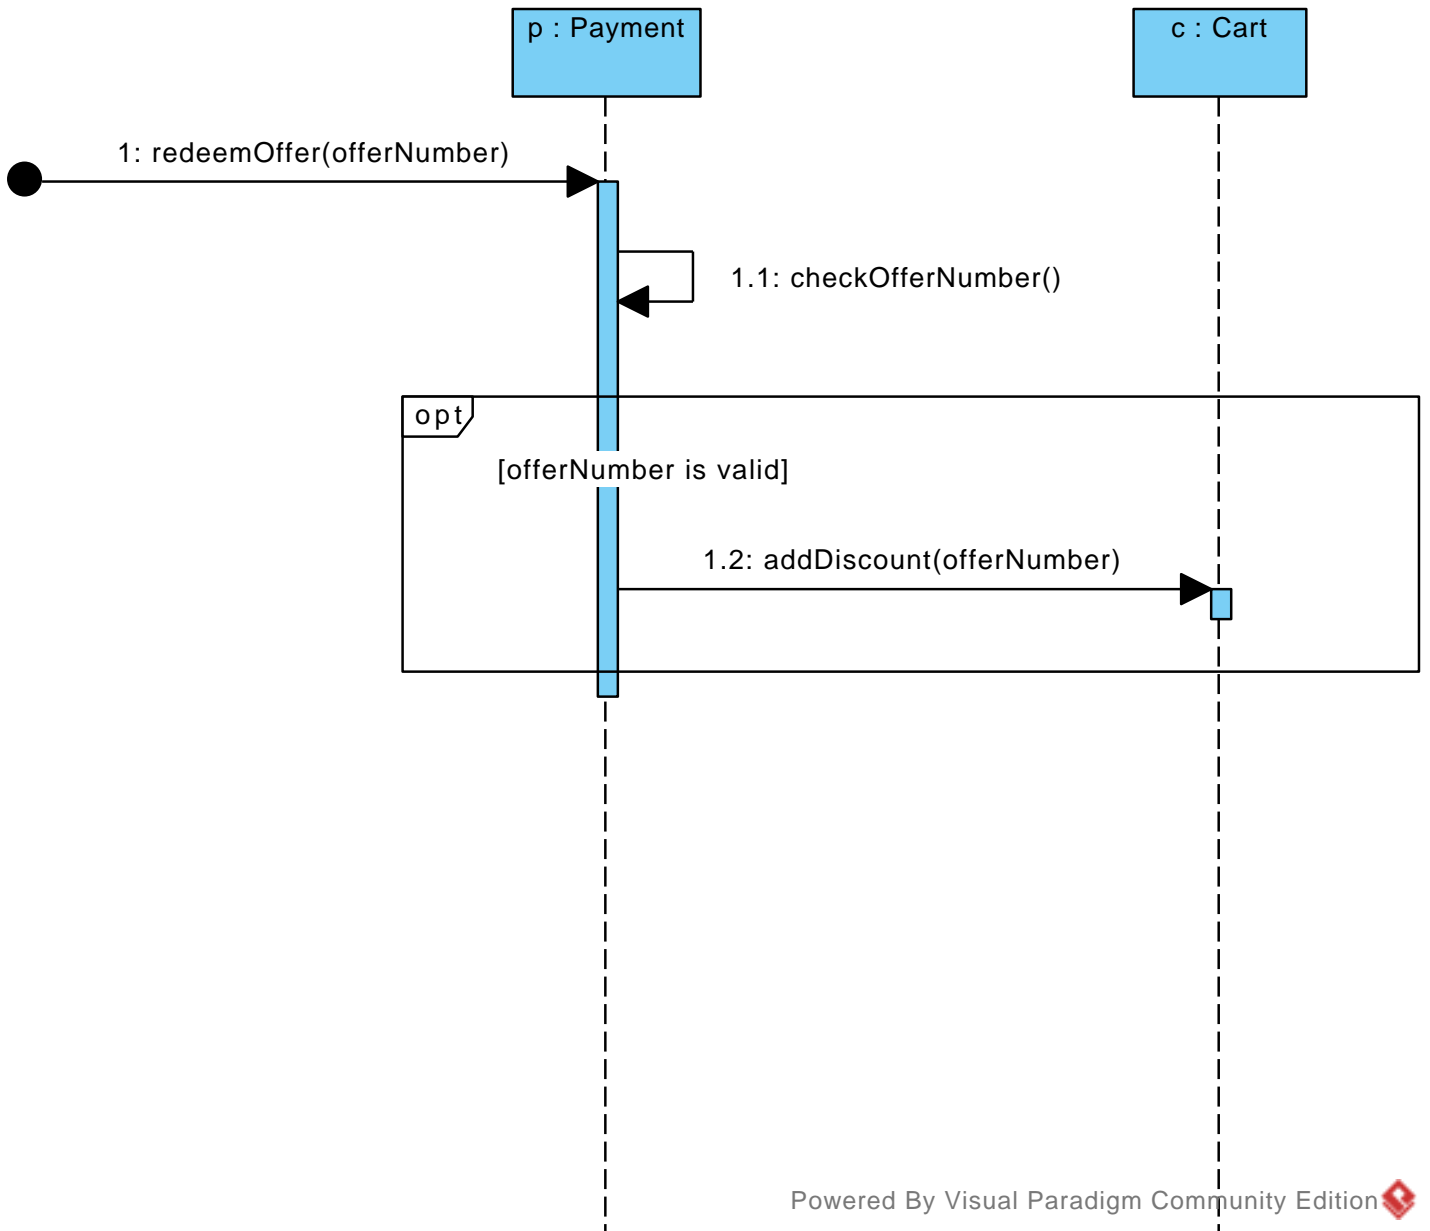 p : Payment
c : Cart
1: redeemOffer(offerNumber)
1.1: checkOfferNumber()
opt
[offerNumber is valid]
1.2: addDiscount(offerNumber)
Powered By Visual Paradigm Community Edition